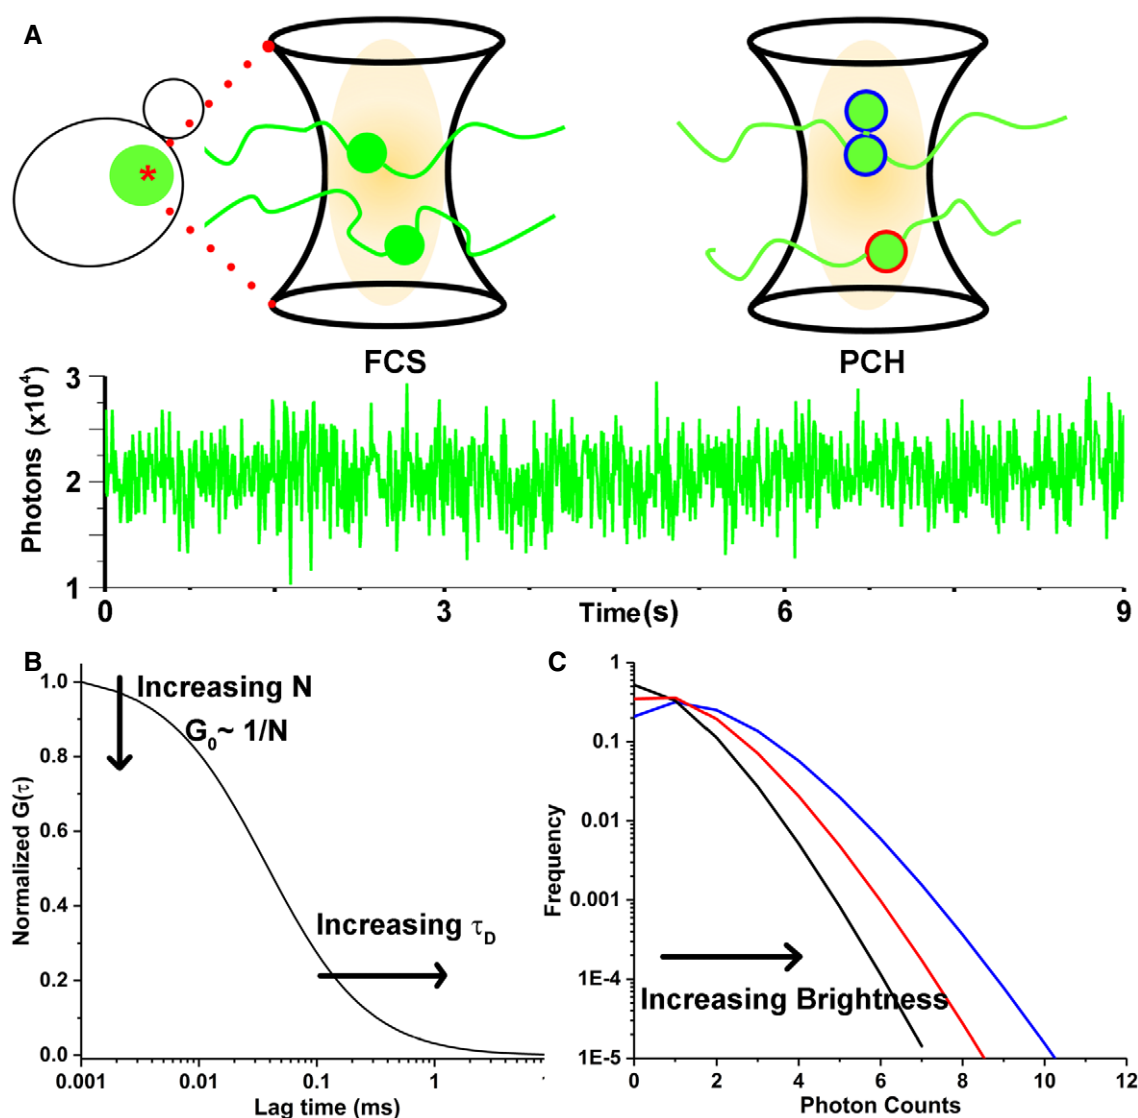 A
*
FCS
PCH
Photons (x10⁴)
3
2
1
0
3
6
9
Time(s)
B
Increasing N
G₀~ 1/N
Increasing τD
Normalized G(τ)
1.0
0.8
0.6
0.4
0.2
0.0
0.001
0.01
0.1
1
Lag time (ms)
C
Frequency
1
0.1
0.01
0.001
1E-4
1E-5
Increasing Brightness
0
2
4
6
8
10
12
Photon Counts